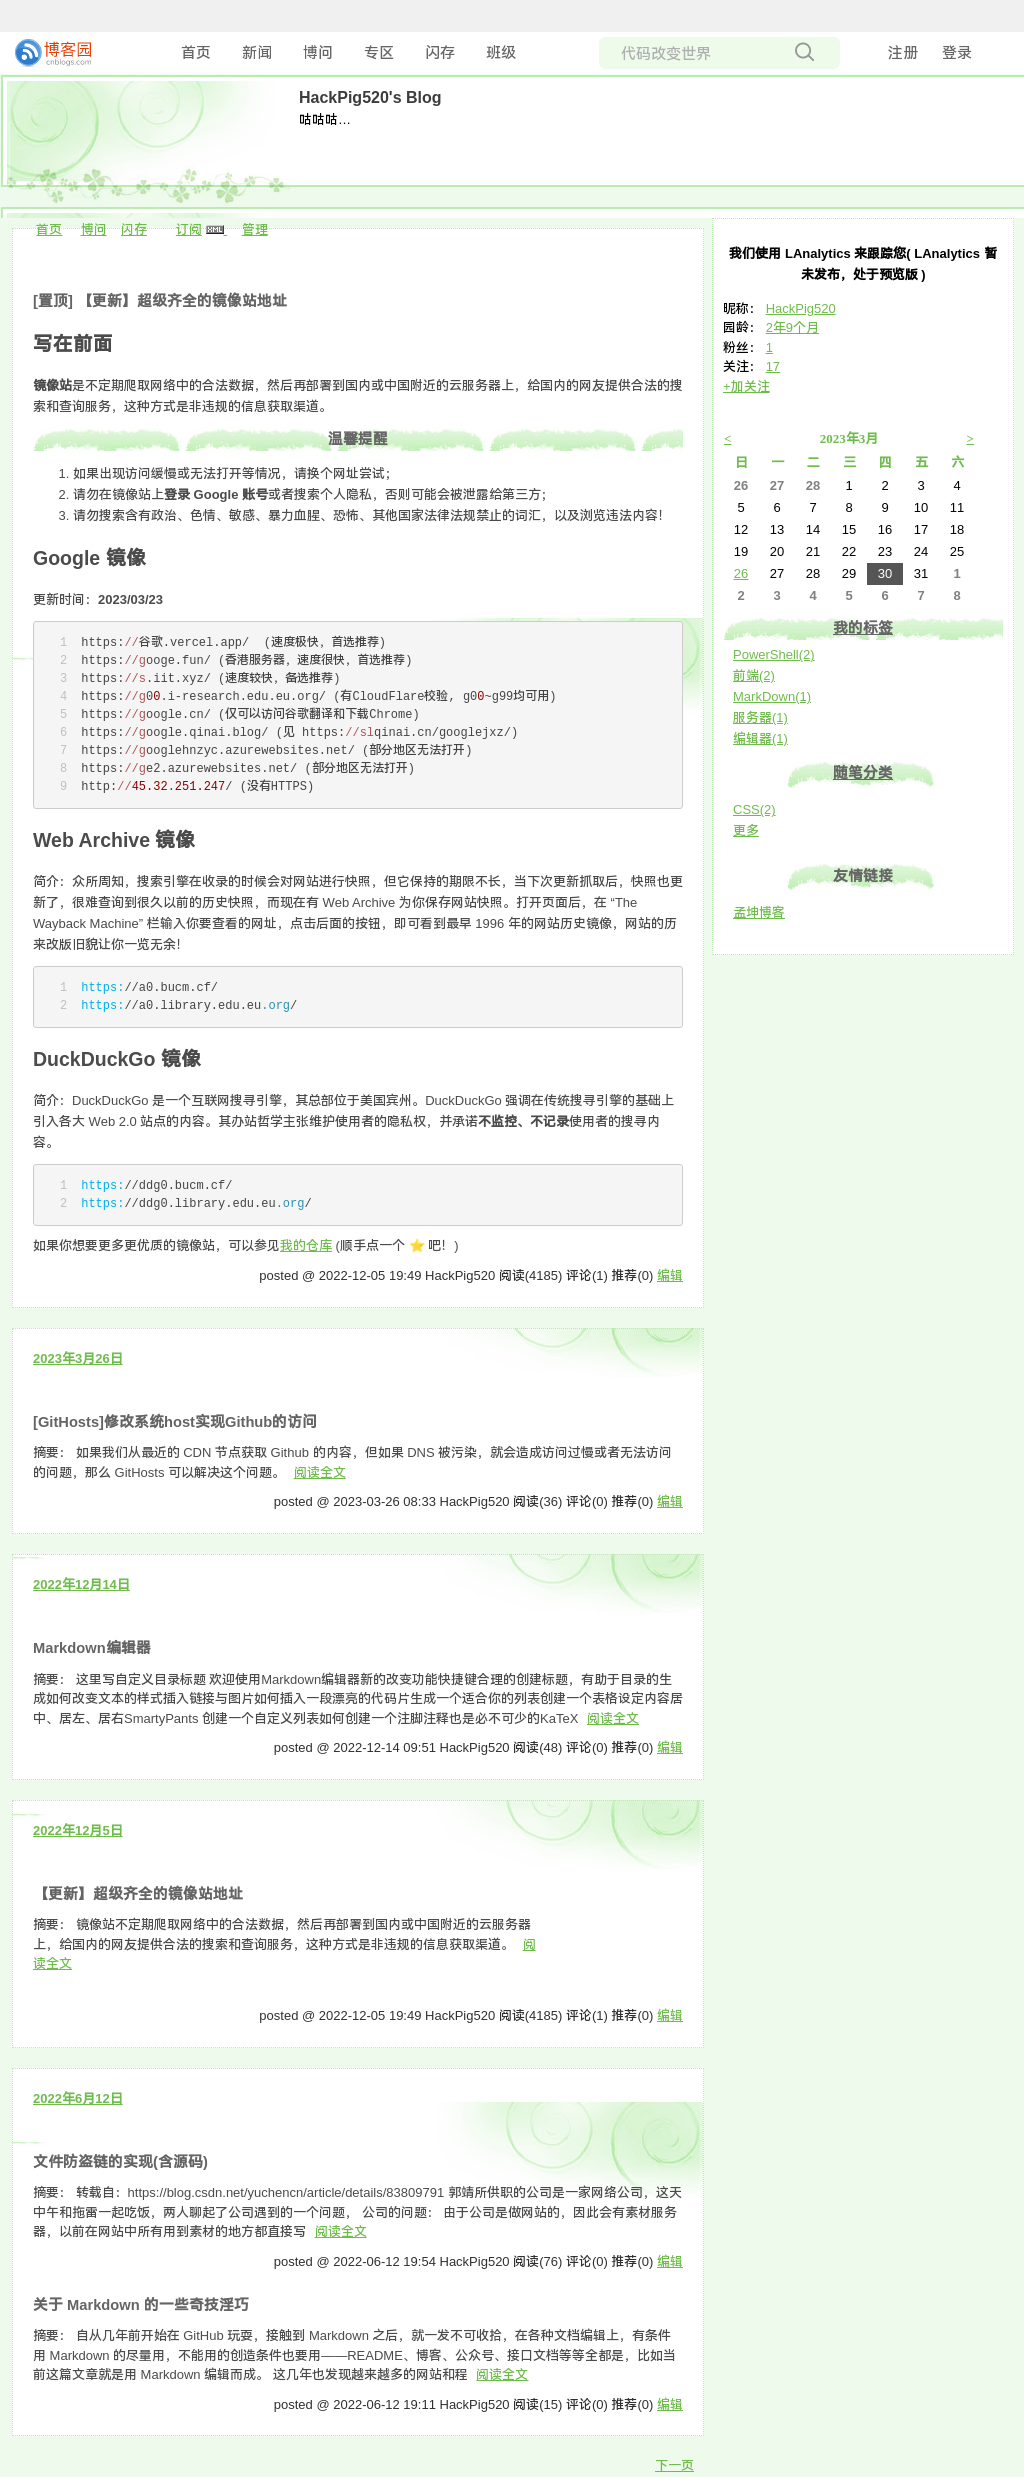 博客园
cnblogs.com
首页 新闻 博问 专区 闪存 班级
代码改变世界
注册 登录
HackPig520's Blog
咕咕咕…
首页 博问 闪存 订阅 XML 管理
[置顶] 【更新】超级齐全的镜像站地址
写在前面
镜像站是不定期爬取网络中的合法数据，然后再部署到国内或中国附近的云服务器上，给国内的网友提供合法的搜
索和查询服务，这种方式是非违规的信息获取渠道。
温馨提醒
1. 如果出现访问缓慢或无法打开等情况，请换个网址尝试；
2. 请勿在镜像站上登录 Google 账号或者搜索个人隐私，否则可能会被泄露给第三方；
3. 请勿搜索含有政治、色情、敏感、暴力血腥、恐怖、其他国家法律法规禁止的词汇，以及浏览违法内容！
Google 镜像
更新时间：2023/03/23
1 https://谷歌.vercel.app/ (速度极快，首选推荐)
2 https://googe.fun/ (香港服务器，速度很快，首选推荐)
3 https://s.iit.xyz/ (速度较快，备选推荐)
4 https://g00.i-research.edu.eu.org/ (有CloudFlare校验, g00~g99均可用)
5 https://google.cn/ (仅可以访问谷歌翻译和下载Chrome)
6 https://google.qinai.blog/ (见 https://slqinai.cn/googlejxz/)
7 https://googlehnzyc.azurewebsites.net/ (部分地区无法打开)
8 https://ge2.azurewebsites.net/ (部分地区无法打开)
9 http://45.32.251.247/ (没有HTTPS)
Web Archive 镜像
简介：众所周知，搜索引擎在收录的时候会对网站进行快照，但它保持的期限不长，当下次更新抓取后，快照也更
新了，很难查询到很久以前的历史快照，而现在有 Web Archive 为你保存网站快照。打开页面后，在 “The
Wayback Machine” 栏输入你要查看的网址，点击后面的按钮，即可看到最早 1996 年的网站历史镜像，网站的历
来改版旧貌让你一览无余！
1 https://a0.bucm.cf/
2 https://a0.library.edu.eu.org/
DuckDuckGo 镜像
简介：DuckDuckGo 是一个互联网搜寻引擎，其总部位于美国宾州。DuckDuckGo 强调在传统搜寻引擎的基础上
引入各大 Web 2.0 站点的内容。其办站哲学主张维护使用者的隐私权，并承诺不监控、不记录使用者的搜寻内
容。
1 https://ddg0.bucm.cf/
2 https://ddg0.library.edu.eu.org/
如果你想要更多更优质的镜像站，可以参见我的仓库 (顺手点一个 ⭐ 吧！)
posted @ 2022-12-05 19:49 HackPig520 阅读(4185) 评论(1) 推荐(0) 编辑
2023年3月26日
[GitHosts]修改系统host实现Github的访问
摘要： 如果我们从最近的 CDN 节点获取 Github 的内容，但如果 DNS 被污染，就会造成访问过慢或者无法访问
的问题，那么 GitHosts 可以解决这个问题。 阅读全文
posted @ 2023-03-26 08:33 HackPig520 阅读(36) 评论(0) 推荐(0) 编辑
2022年12月14日
Markdown编辑器
摘要： 这里写自定义目录标题 欢迎使用Markdown编辑器新的改变功能快捷键合理的创建标题，有助于目录的生
成如何改变文本的样式插入链接与图片如何插入一段漂亮的代码片生成一个适合你的列表创建一个表格设定内容居
中、居左、居右SmartyPants 创建一个自定义列表如何创建一个注脚注释也是必不可少的KaTeX 阅读全文
posted @ 2022-12-14 09:51 HackPig520 阅读(48) 评论(0) 推荐(0) 编辑
2022年12月5日
【更新】超级齐全的镜像站地址
摘要： 镜像站不定期爬取网络中的合法数据，然后再部署到国内或中国附近的云服务器
上，给国内的网友提供合法的搜索和查询服务，这种方式是非违规的信息获取渠道。 阅
读全文
posted @ 2022-12-05 19:49 HackPig520 阅读(4185) 评论(1) 推荐(0) 编辑
2022年6月12日
文件防盗链的实现(含源码)
摘要： 转载自：https://blog.csdn.net/yuchencn/article/details/83809791 郭靖所供职的公司是一家网络公司，这天
中午和拖雷一起吃饭，两人聊起了公司遇到的一个问题， 公司的问题： 由于公司是做网站的，因此会有素材服务
器，以前在网站中所有用到素材的地方都直接写 阅读全文
posted @ 2022-06-12 19:54 HackPig520 阅读(76) 评论(0) 推荐(0) 编辑
关于 Markdown 的一些奇技淫巧
摘要： 自从几年前开始在 GitHub 玩耍，接触到 Markdown 之后，就一发不可收拾，在各种文档编辑上，有条件
用 Markdown 的尽量用，不能用的创造条件也要用——README、博客、公众号、接口文档等等全都是，比如当
前这篇文章就是用 Markdown 编辑而成。 这几年也发现越来越多的网站和程 阅读全文
posted @ 2022-06-12 19:11 HackPig520 阅读(15) 评论(0) 推荐(0) 编辑
下一页
我们使用 LAnalytics 来跟踪您( LAnalytics 暂
未发布，处于预览版 )
昵称： HackPig520
园龄： 2年9个月
粉丝： 1
关注： 17
+加关注
< 2023年3月 >
日 一 二 三 四 五 六
26 27 28 1 2 3 4
5 6 7 8 9 10 11
12 13 14 15 16 17 18
19 20 21 22 23 24 25
26 27 28 29 30 31 1
2 3 4 5 6 7 8
我的标签
PowerShell(2)
前端(2)
MarkDown(1)
服务器(1)
编辑器(1)
随笔分类
CSS(2)
更多
友情链接
孟坤博客